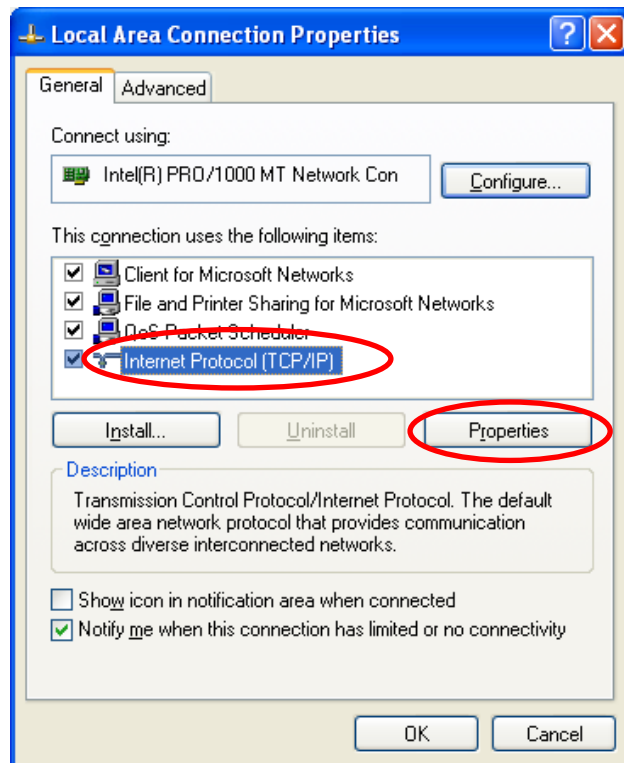 Local Area Connection Properties
General Advanced
Connect using:
Intel(R) PRO/1000 MT Network Con Configure...
This connection uses the following items:
Client for Microsoft Networks
File and Printer Sharing for Microsoft Networks
QoS Packet Scheduler
Internet Protocol (TCP/IP)
Install... Uninstall Properties
Description
Transmission Control Protocol/Internet Protocol. The default
wide area network protocol that provides communication
across diverse interconnected networks.
Show icon in notification area when connected
Notify me when this connection has limited or no connectivity
OK Cancel